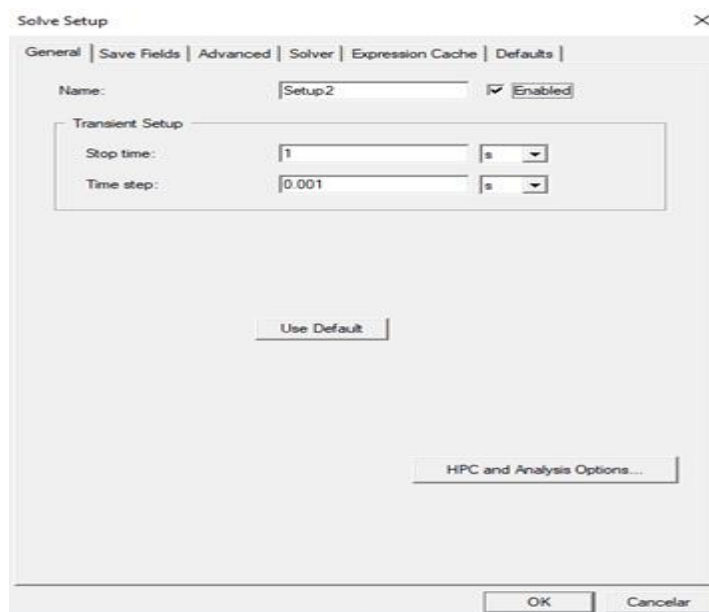 Solve Setup
General Save Fields Advanced Solver Expression Cache Defaults
Name: Setup2 Enabled
Transient Setup
Stop time: 1 s
Time step: 0.001 s
Use Default
HPC and Analysis Options...
OK Cancelar